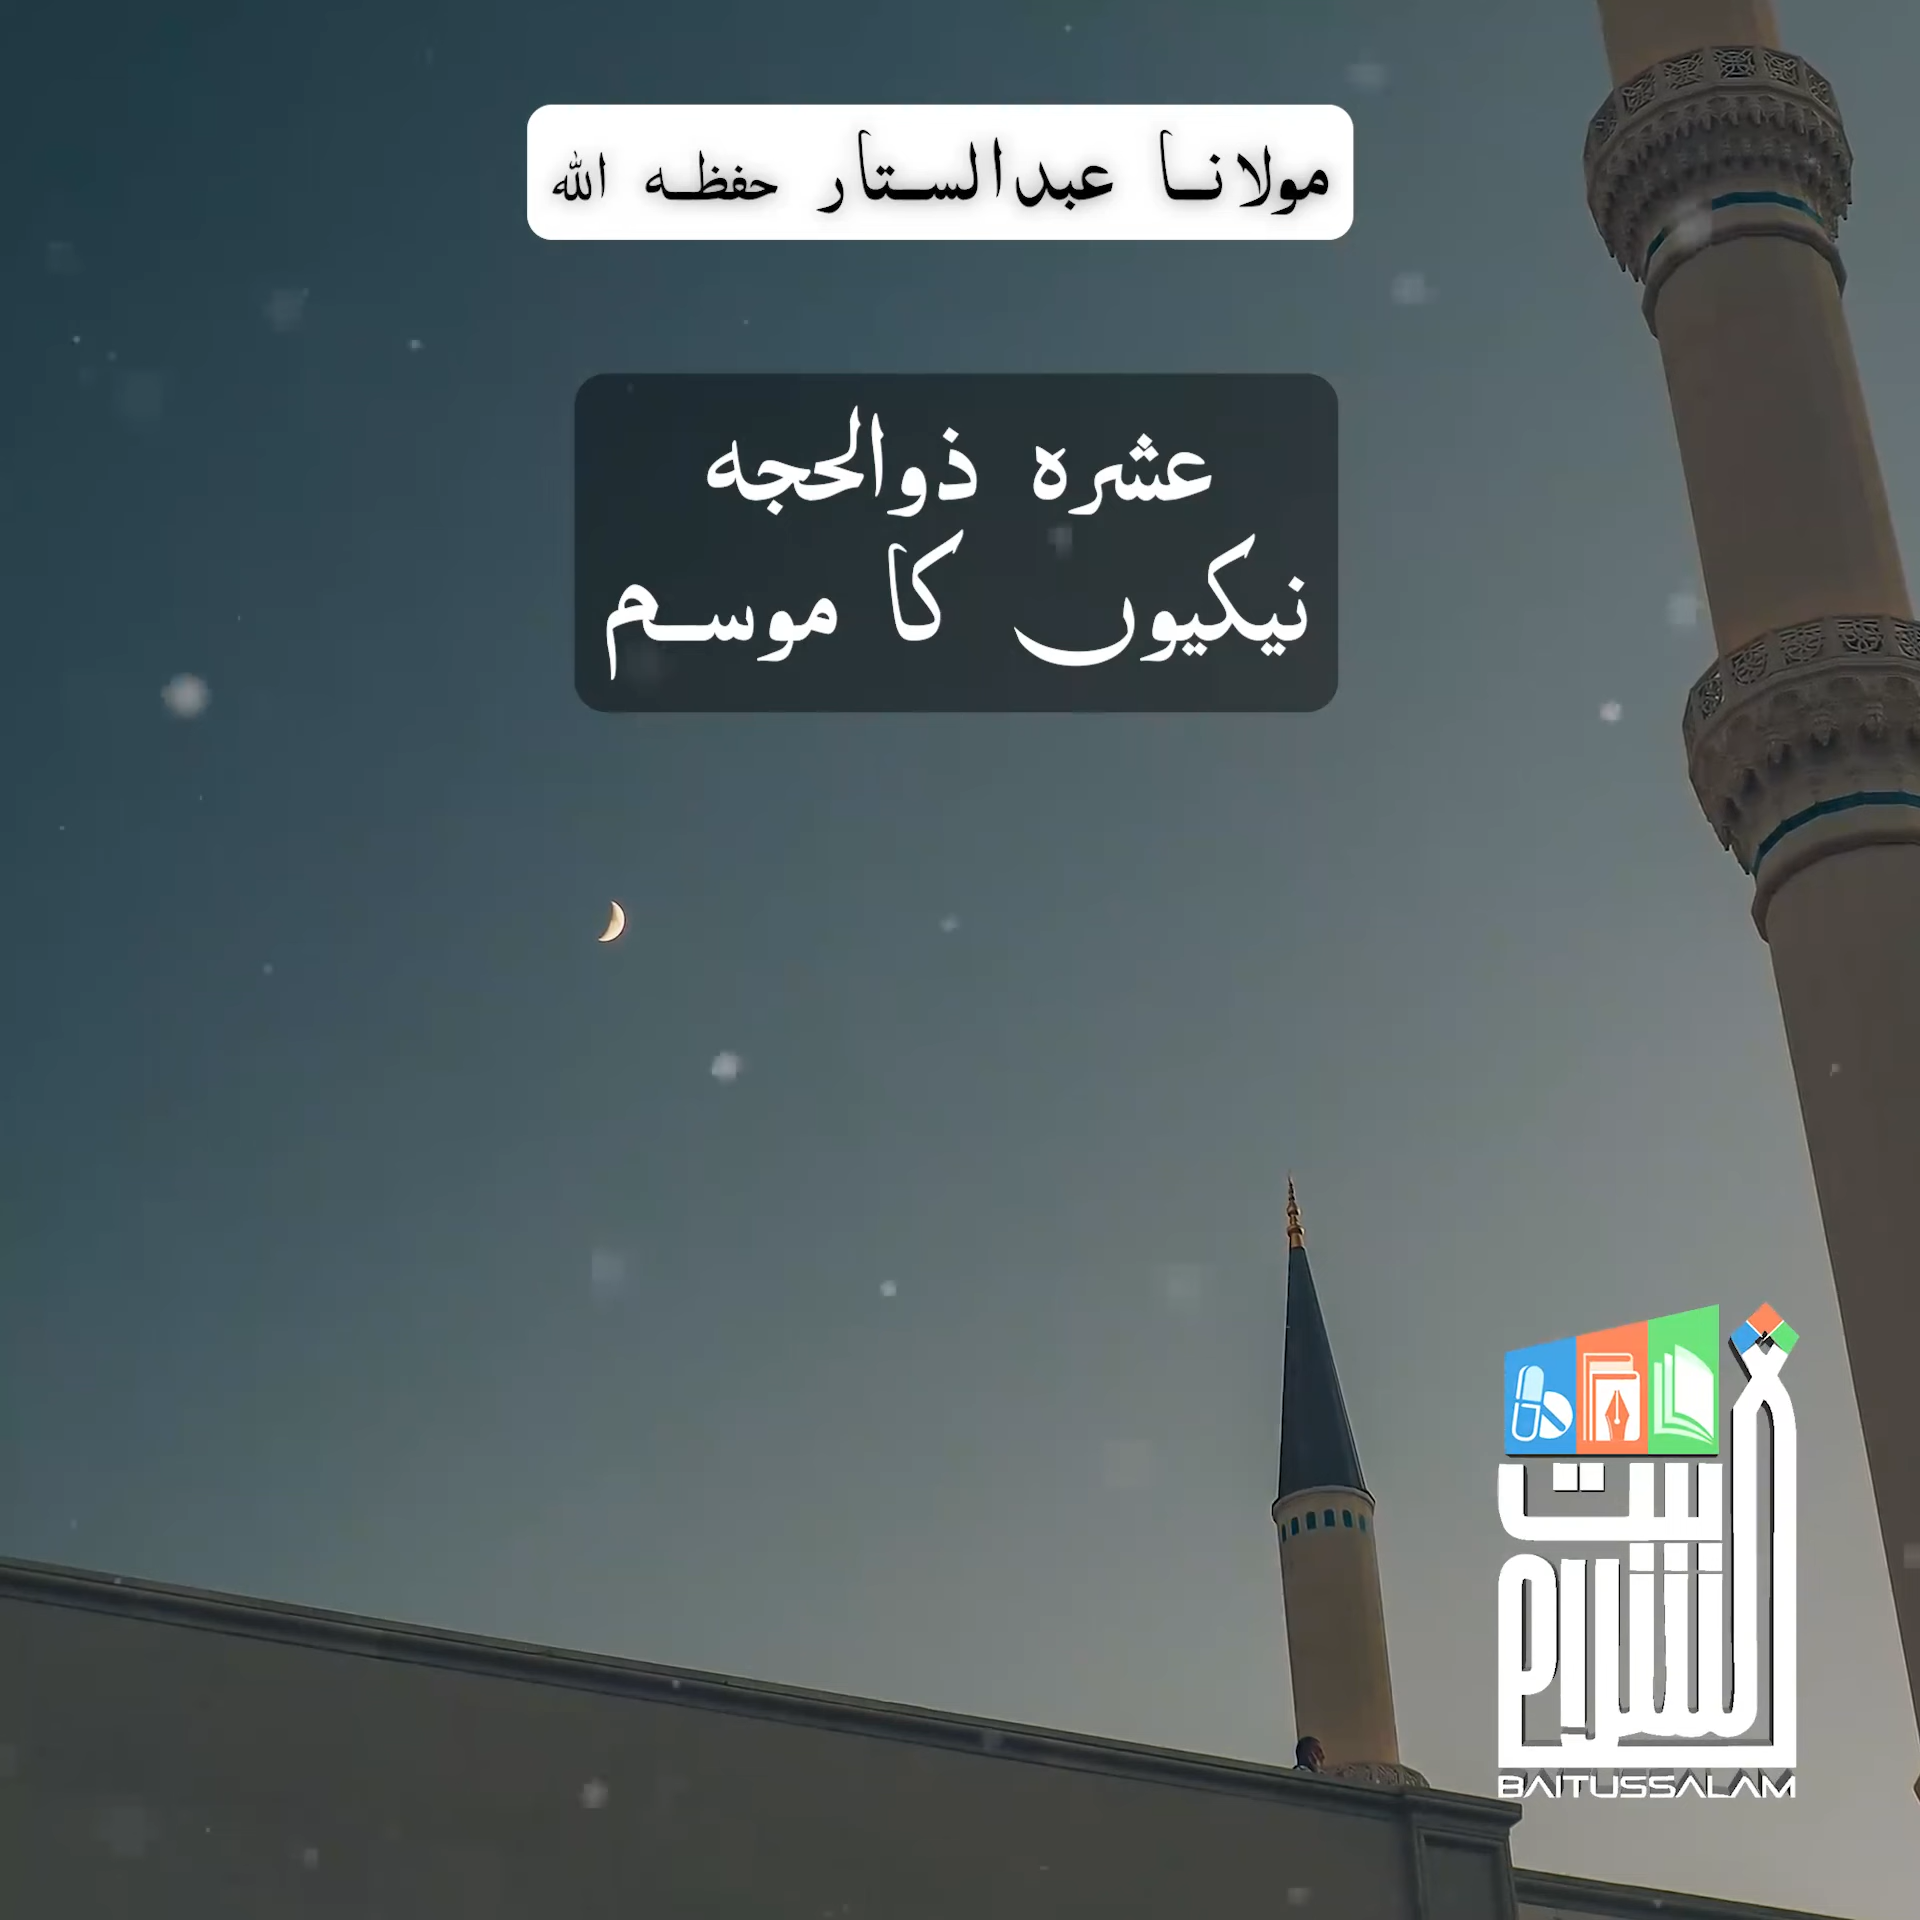 مولانا عبدالستار حفظہ اللہ
عشرہ ذوالحجہ
نیکیوں کا موسم
بیت السلام
BAITUSSALAM